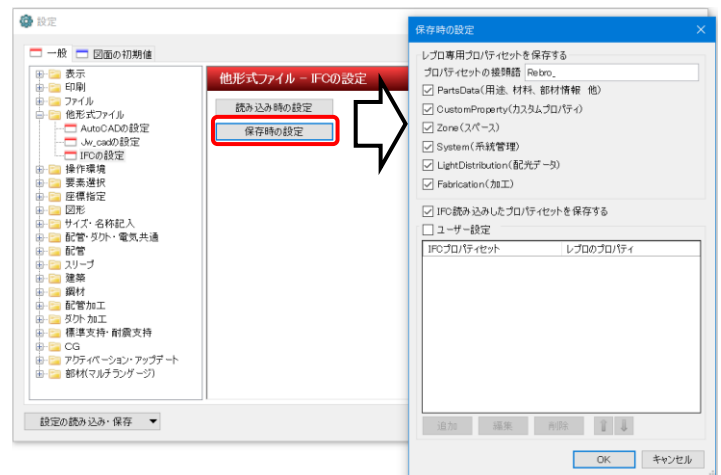 設定
一般
図面の初期値
表示
印刷
ファイル
他形式ファイル
AutoCADの設定
Jw_cadの設定
IFCの設定
操作環境
要素選択
座標指定
図形
サイズ・名称記入
配管・ダクト・電気共通
配管
スリーブ
建築
鋼材
配管加工
ダクト加工
標準支持・耐震支持
CG
アクティベーション・アップデート
部材(マルチランゲージ)
他形式ファイル - IFCの設定
読み込み時の設定
保存時の設定
設定の読み込み・保存
保存時の設定
レブロ専用プロパティセットを保存する
プロパティセットの接頭語 Rebro_
PartsData(用途、材料、部材情報 他)
CustomProperty(カスタムプロパティ)
Zone(スペース)
System(系統管理)
LightDistribution(配光データ)
Fabrication(加工)
IFC読み込みしたプロパティセットを保存する
ユーザー設定
IFCプロパティセット
レブロのプロパティ
追加
編集
削除
OK
キャンセル